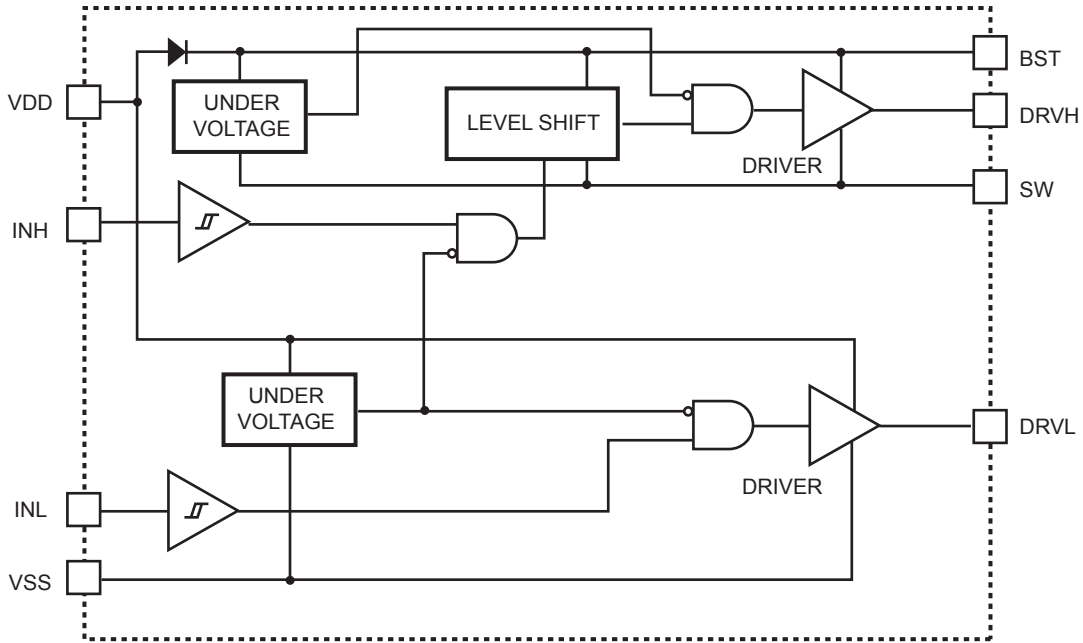 BST
VDD
UNDER
VOLTAGE
LEVEL SHIFT
DRVH
DRIVER
SW
INH
UNDER
VOLTAGE
DRVL
DRIVER
INL
VSS